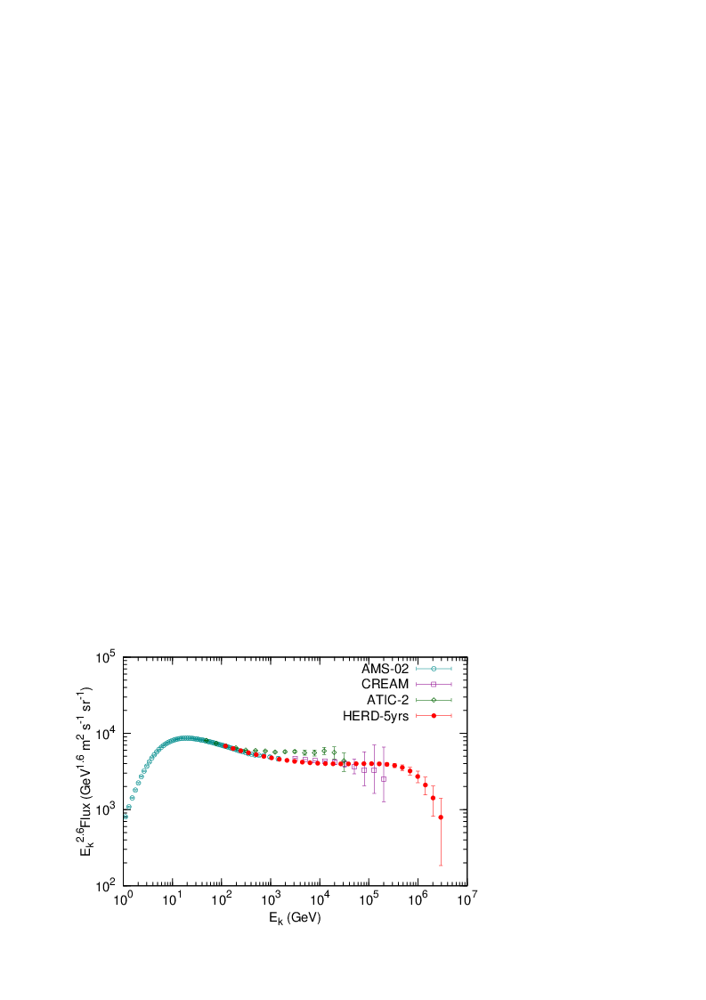 10^5
10^4
10^3
10^2
E_k^2.6 Flux (GeV^1.6 m^2 s^-1 sr^-1)
AMS-02
CREAM
ATIC-2
HERD-5yrs
10^0 10^1 10^2 10^3 10^4 10^5 10^6 10^7
E_k (GeV)